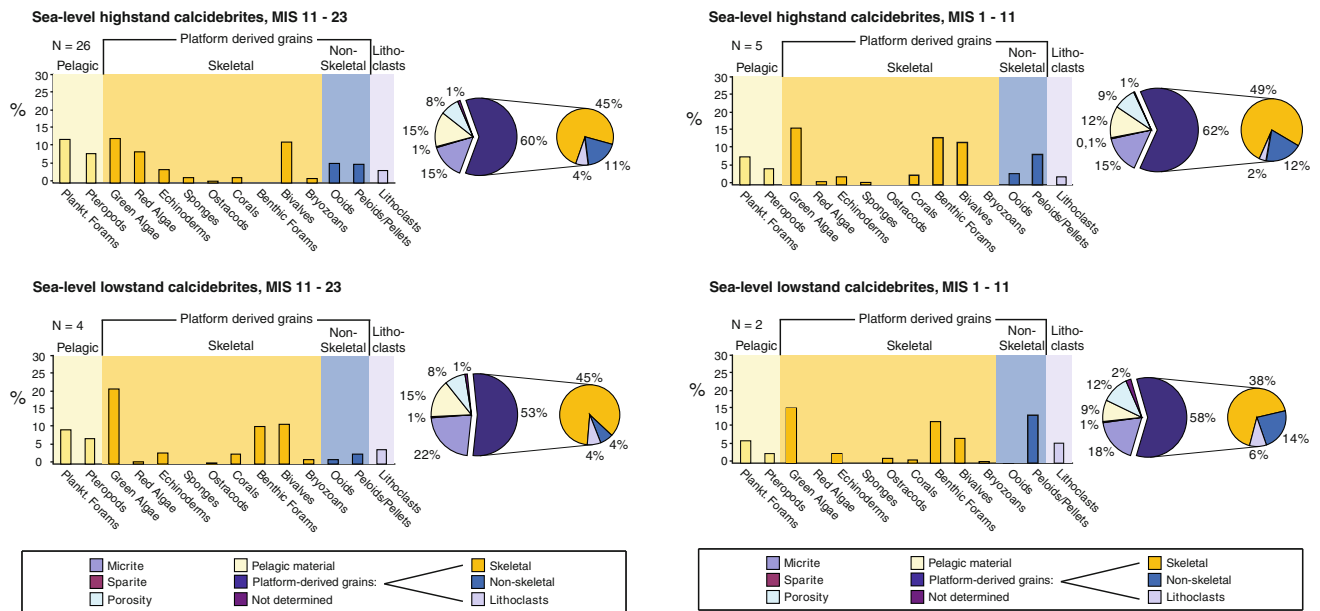 Sea-level highstand calcidebrites, MIS 11 - 23
N = 26
Platform derived grains
Pelagic
Skeletal
Non-
Skeletal
Litho-
clasts
%
30
25
20
15
10
5
0
Plankt. Forams
Pteropods
Green Algae
Red Algae
Echinoderms
Sponges
Ostracods
Corals
Benthic Forams
Bivalves
Bryozoans
Ooids
Peloids/Pellets
Lithoclasts
1%
8%
15%
1%
15%
60%
45%
11%
4%
Sea-level highstand calcidebrites, MIS 1 - 11
N = 5
Platform derived grains
Pelagic
Skeletal
Non-
Skeletal
Litho-
clasts
%
30
25
20
15
10
5
0
Plankt. Forams
Pteropods
Green Algae
Red Algae
Echinoderms
Sponges
Ostracods
Corals
Benthic Forams
Bivalves
Bryozoans
Ooids
Peloids/Pellets
Lithoclasts
1%
9%
12%
0,1%
15%
62%
49%
12%
2%
Sea-level lowstand calcidebrites, MIS 11 - 23
N = 4
Platform derived grains
Pelagic
Skeletal
Non-
Skeletal
Litho-
clasts
%
30
25
20
15
10
5
0
Plankt. Forams
Pteropods
Green Algae
Red Algae
Echinoderms
Sponges
Ostracods
Corals
Benthic Forams
Bivalves
Bryozoans
Ooids
Peloids/Pellets
Lithoclasts
1%
8%
15%
1%
22%
53%
45%
4%
4%
Sea-level lowstand calcidebrites, MIS 1 - 11
N = 2
Platform derived grains
Pelagic
Skeletal
Non-
Skeletal
Litho-
clasts
%
30
25
20
15
10
5
0
Plankt. Forams
Pteropods
Green Algae
Red Algae
Echinoderms
Sponges
Ostracods
Corals
Benthic Forams
Bivalves
Bryozoans
Ooids
Peloids/Pellets
Lithoclasts
2%
12%
9%
1%
18%
58%
38%
14%
6%
Micrite
Sparite
Porosity
Pelagic material
Platform-derived grains:
Not determined
Skeletal
Non-skeletal
Lithoclasts
Micrite
Sparite
Porosity
Pelagic material
Platform-derived grains:
Not determined
Skeletal
Non-skeletal
Lithoclasts